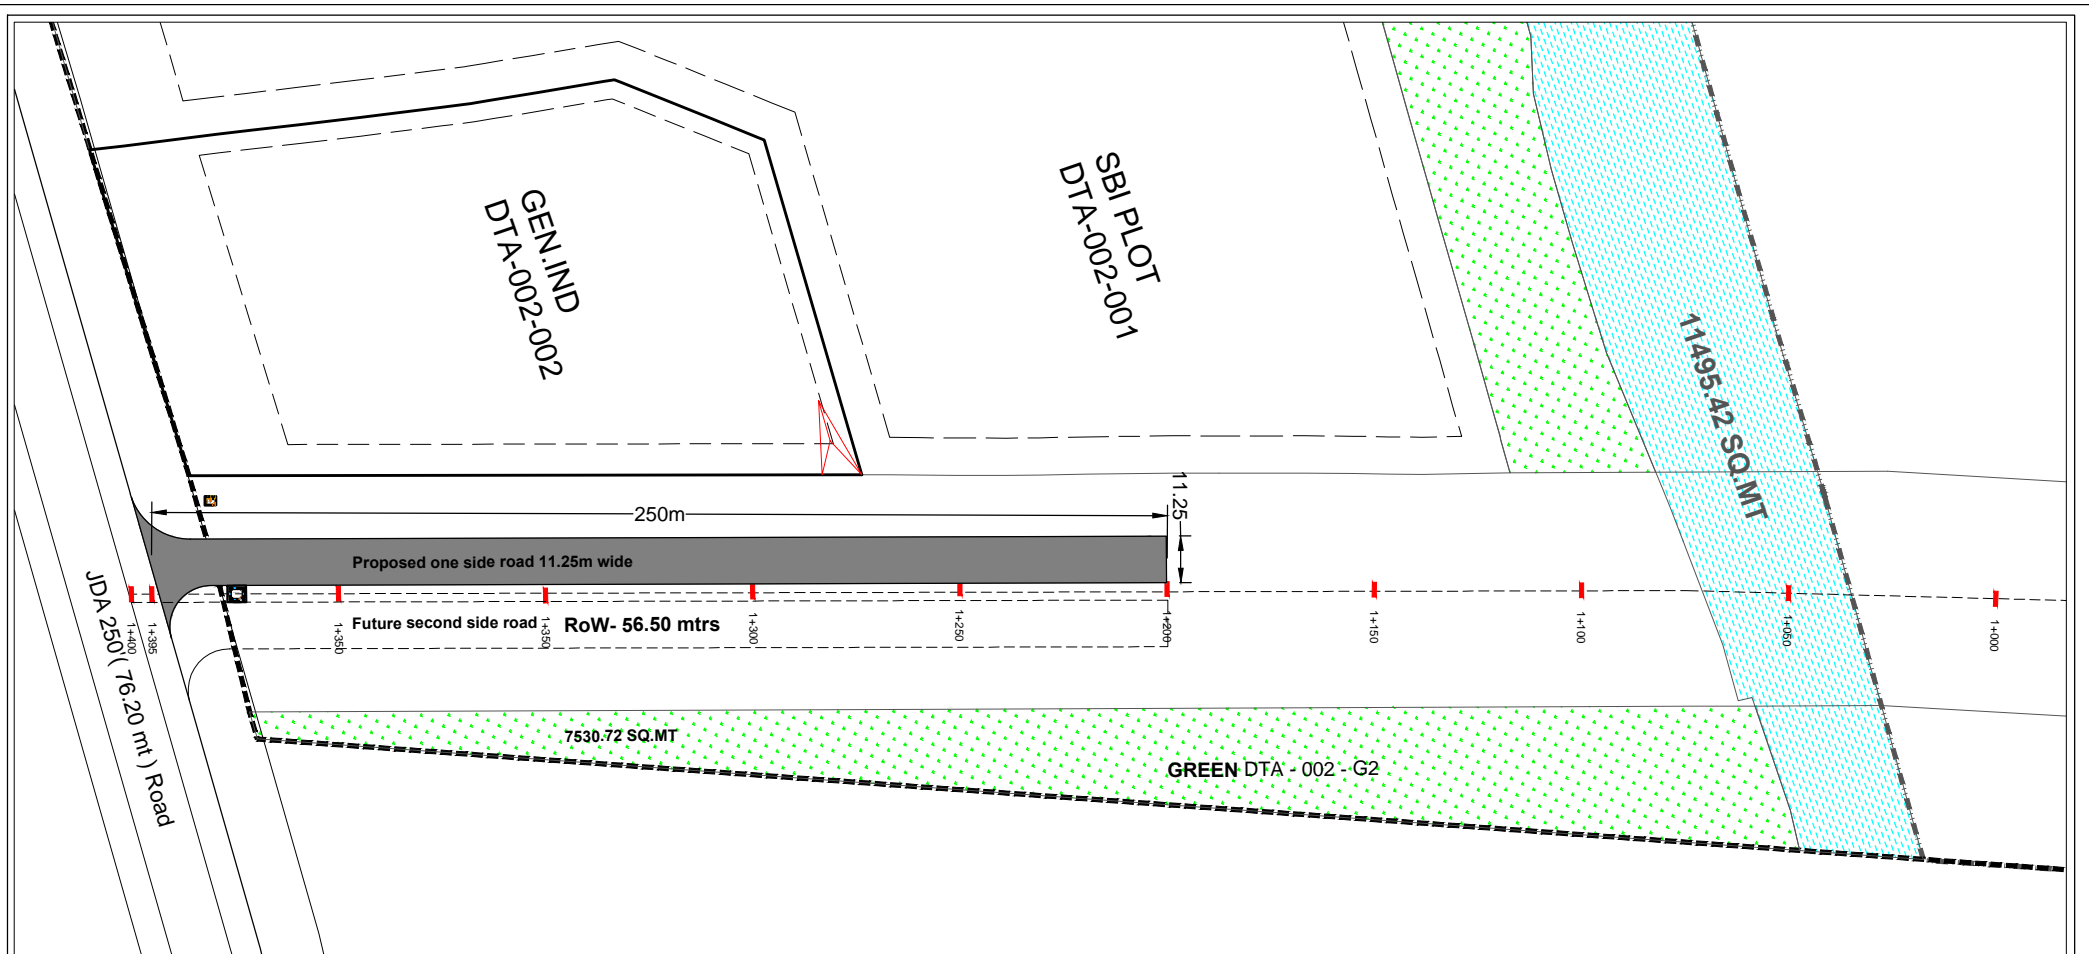 GEN.IND
DTA-002-002
SBI PLOT
DTA-002-001
11495.42 SQ.MT
250m
11.25
Proposed one side road 11.25m wide
Future second side road
RoW- 56.50 mtrs
1+400
1+395
1+350
1+350
1+300
1+250
1+200
1+150
1+100
1+050
1+000
JDA 250'( 76.20 mt ) Road
7530.72 SQ.MT
GREEN DTA - 002 - G2